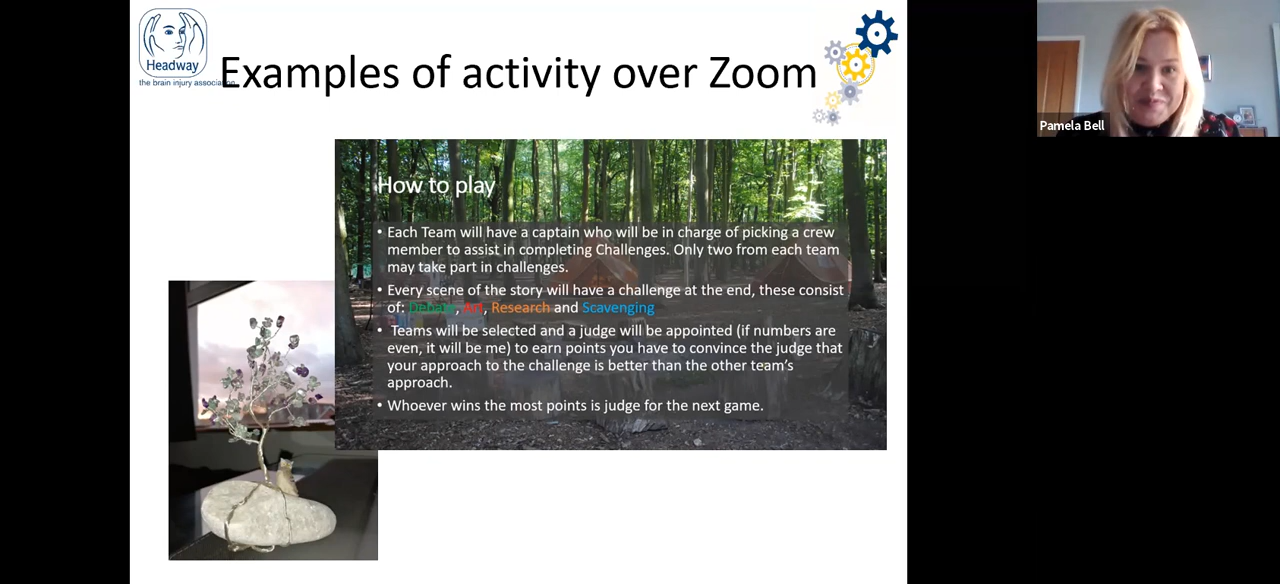 Headway
the brain injury association
Examples of activity over Zoom
Pamela Bell
How to play
• Each Team will have a captain who will be in charge of picking a crew
member to assist in completing Challenges. Only two from each team
may take part in challenges.
• Every scene of the story will have a challenge at the end, these consist
of: Debate, Art, Research and Scavenging
• Teams will be selected and a judge will be appointed (if numbers are
even, it will be me) to earn points you have to convince the judge that
your approach to the challenge is better than the other team's
approach.
• Whoever wins the most points is judge for the next game.